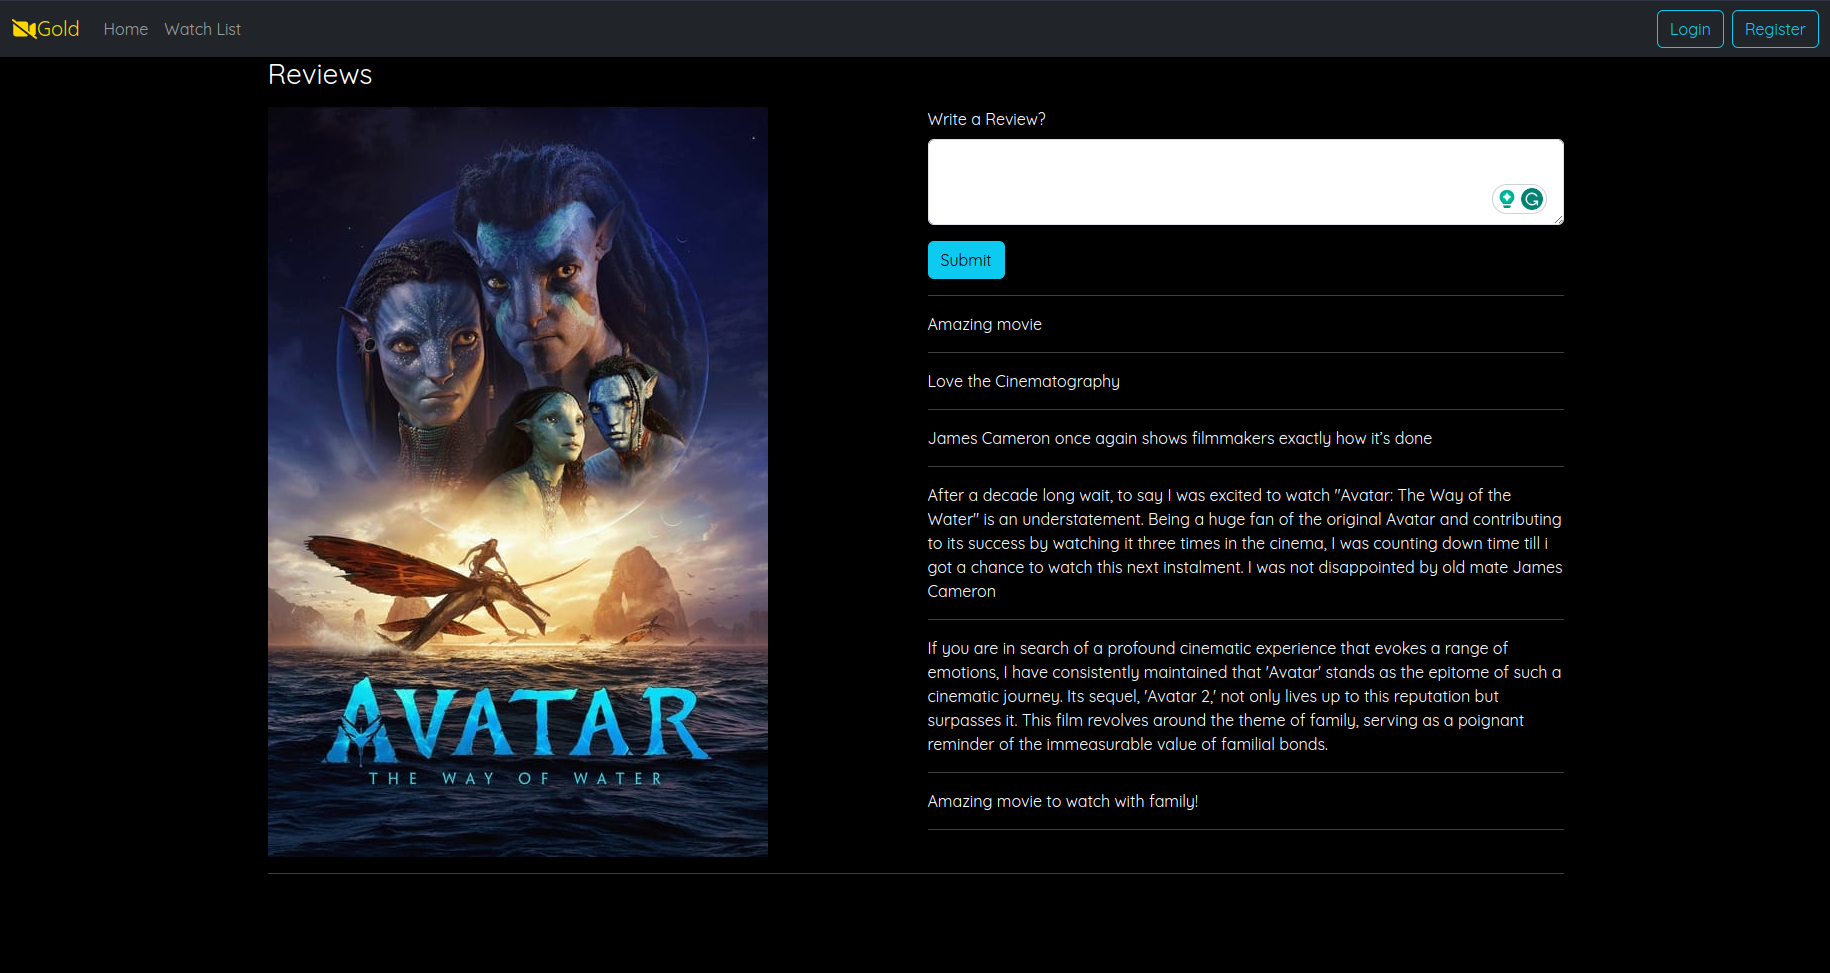 Gold Home Watch List Login Register
Reviews
Write a Review?
Submit
Amazing movie
Love the Cinematography
James Cameron once again shows filmmakers exactly how it’s done
After a decade long wait, to say I was excited to watch "Avatar: The Way of the
Water" is an understatement. Being a huge fan of the original Avatar and contributing
to its success by watching it three times in the cinema, I was counting down time till i
got a chance to watch this next instalment. I was not disappointed by old mate James
Cameron
If you are in search of a profound cinematic experience that evokes a range of
emotions, I have consistently maintained that 'Avatar' stands as the epitome of such a
cinematic journey. Its sequel, 'Avatar 2,' not only lives up to this reputation but
surpasses it. This film revolves around the theme of family, serving as a poignant
reminder of the immeasurable value of familial bonds.
Amazing movie to watch with family!
AVATAR
THE WAY OF WATER